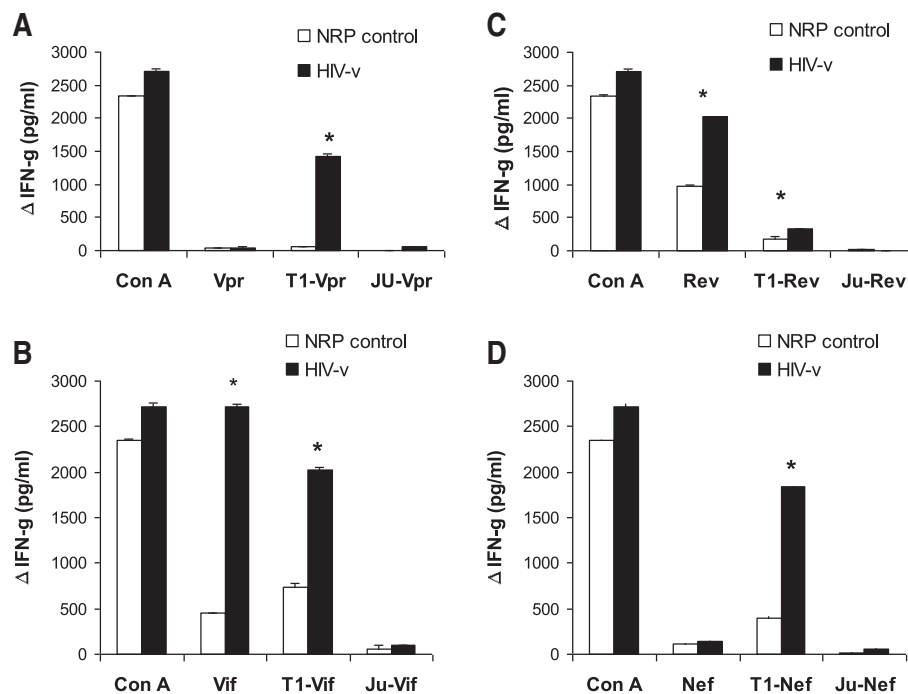 A
NRP control
HIV-v
Δ IFN-g (pg/ml)
3000
2500
2000
1500
1000
500
0
*
Con A Vpr T1-Vpr JU-Vpr
C
NRP control
HIV-v
Δ IFN-g (pg/ml)
3000
2500
2000
1500
1000
500
0
*
*
Con A Rev T1-Rev Ju-Rev
B
NRP control
HIV-v
Δ IFN-g (pg/ml)
3000
2500
2000
1500
1000
500
0
*
*
Con A Vif T1-Vif Ju-Vif
D
NRP control
HIV-v
Δ IFN-g (pg/ml)
3000
2500
2000
1500
1000
500
0
*
Con A Nef T1-Nef Ju-Nef